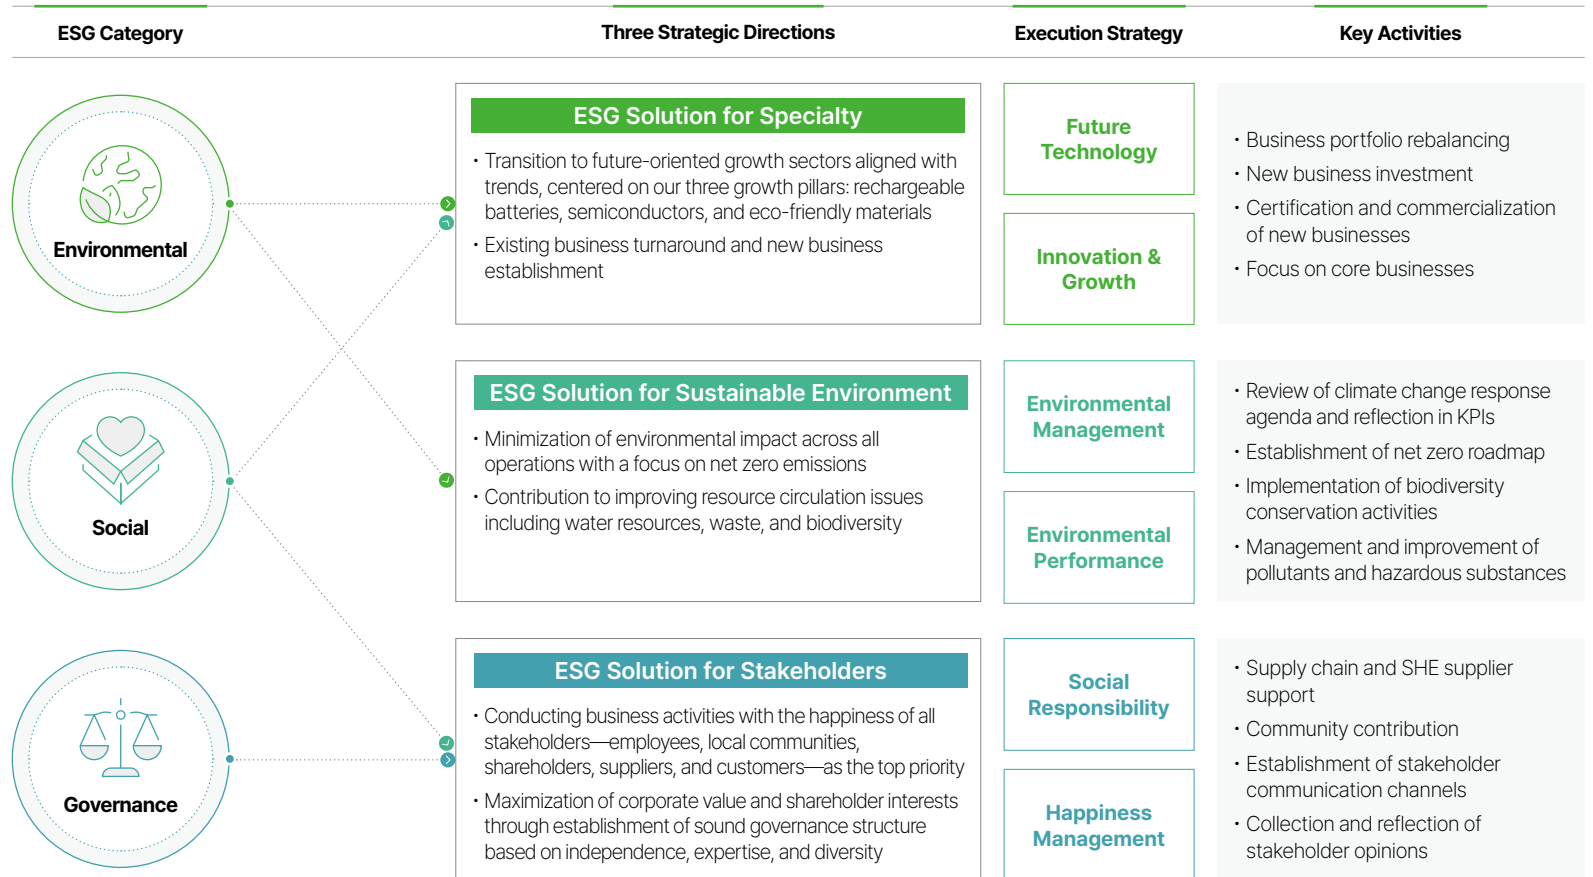 ESG Category
Three Strategic Directions
Execution Strategy
Key Activities
Environmental
ESG Solution for Specialty
· Transition to future-oriented growth sectors aligned with
trends, centered on our three growth pillars: rechargeable
batteries, semiconductors, and eco-friendly materials
· Existing business turnaround and new business
establishment
Future
Technology
Innovation &
Growth
· Business portfolio rebalancing
· New business investment
· Certification and commercialization
of new businesses
· Focus on core businesses
Social
ESG Solution for Sustainable Environment
· Minimization of environmental impact across all
operations with a focus on net zero emissions
· Contribution to improving resource circulation issues
including water resources, waste, and biodiversity
Environmental
Management
Environmental
Performance
· Review of climate change response
agenda and reflection in KPIs
· Establishment of net zero roadmap
· Implementation of biodiversity
conservation activities
· Management and improvement of
pollutants and hazardous substances
Governance
ESG Solution for Stakeholders
· Conducting business activities with the happiness of all
stakeholders—employees, local communities,
shareholders, suppliers, and customers—as the top priority
· Maximization of corporate value and shareholder interests
through establishment of sound governance structure
based on independence, expertise, and diversity
Social
Responsibility
Happiness
Management
· Supply chain and SHE supplier
support
· Community contribution
· Establishment of stakeholder
communication channels
· Collection and reflection of
stakeholder opinions